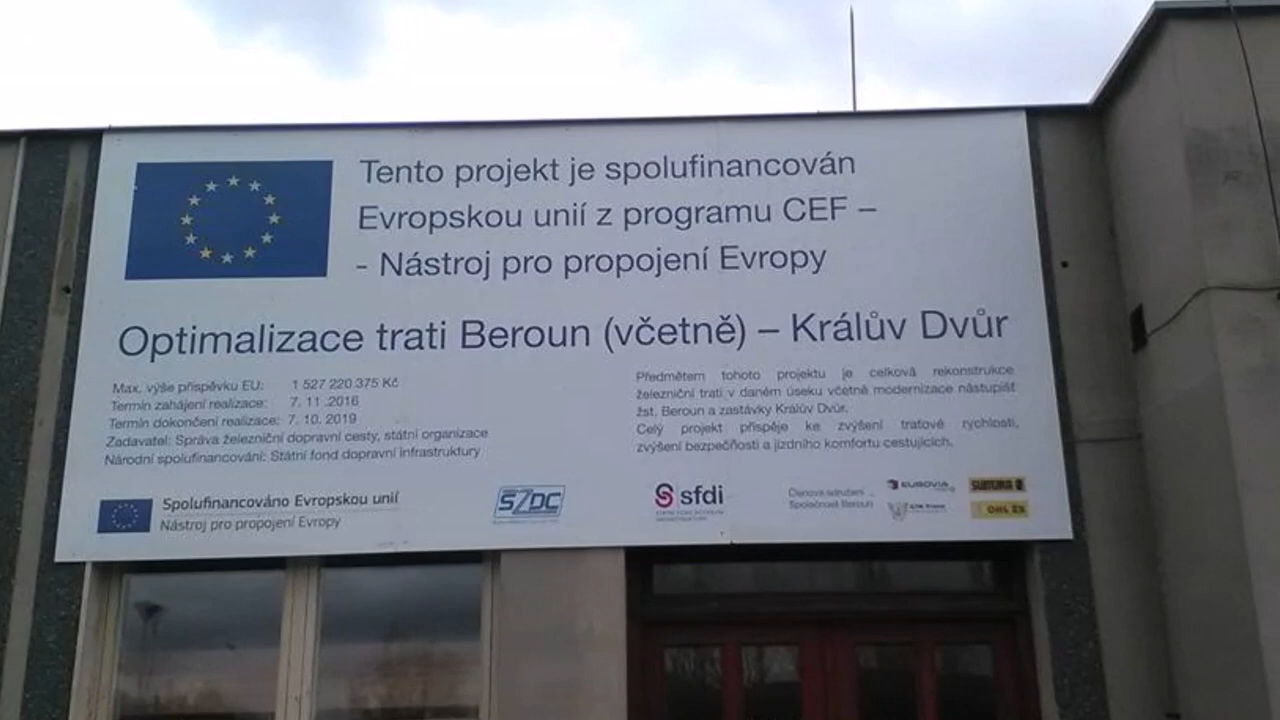 Tento projekt je spolufinancován
Evropskou unií z programu CEF –
- Nástroj pro propojení Evropy
Optimalizace trati Beroun (včetně) – Králův Dvůr
Max. výše příspěvku EU: 1 527 220 375 Kč
Termín zahájení realizace: 7. 11 .2016
Termín dokončení realizace: 7. 10. 2019
Zadavatel: Správa železniční dopravní cesty, státní organizace
Národní spolufinancování: Státní fond dopravní infrastruktury
Předmětem tohoto projektu je celková rekonstrukce
železniční trati v daném úseku včetně modernizace nástupišť
žst. Beroun a zastávky Králův Dvůr.
Celý projekt přispěje ke zvýšení traťové rychlosti,
zvýšení bezpečnosti a jízdního komfortu cestujících.
Spolufinancováno Evropskou unií
Nástroj pro propojení Evropy
SŽDC
sfdi
Společnost Beroun
EUROVIA
OHL ŽS